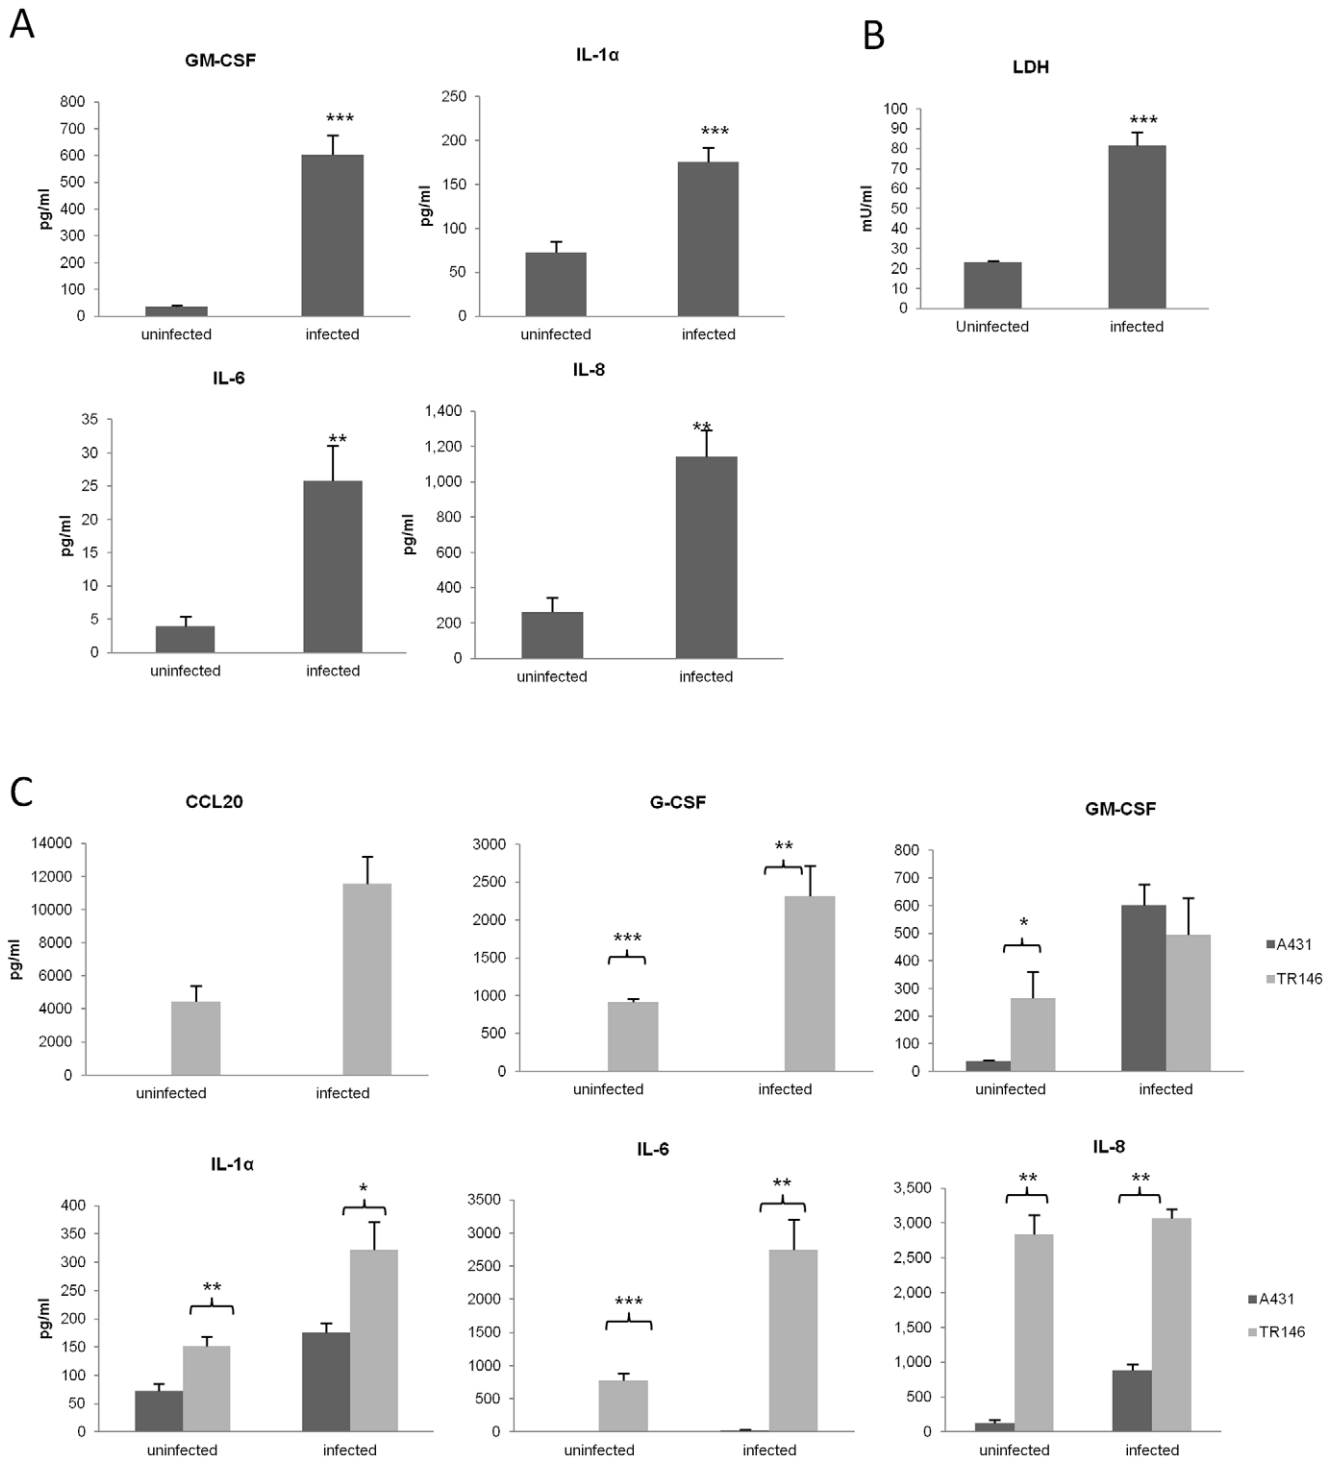 A
B
GM-CSF
800
700
600
500
400
300
200
100
0
pg/ml
***
uninfected infected
IL-1α
250
200
150
100
50
0
pg/ml
***
uninfected infected
LDH
100
90
80
70
60
50
40
30
20
10
0
mU/ml
***
Uninfected infected
IL-6
35
30
25
20
15
10
5
0
pg/ml
**
uninfected infected
IL-8
1,400
1,200
1,000
800
600
400
200
0
pg/ml
**
uninfected infected
C
CCL20
14000
12000
10000
8000
6000
4000
2000
0
pg/ml
uninfected infected
G-CSF
3000
2500
2000
1500
1000
500
0
***
**
uninfected infected
GM-CSF
800
700
600
500
400
300
200
100
0
*
uninfected infected
A431
TR146
IL-1α
400
350
300
250
200
150
100
50
0
pg/ml
**
*
uninfected infected
IL-6
3500
3000
2500
2000
1500
1000
500
0
***
**
uninfected infected
IL-8
3,500
3,000
2,500
2,000
1,500
1,000
500
0
**
**
uninfected infected
A431
TR146